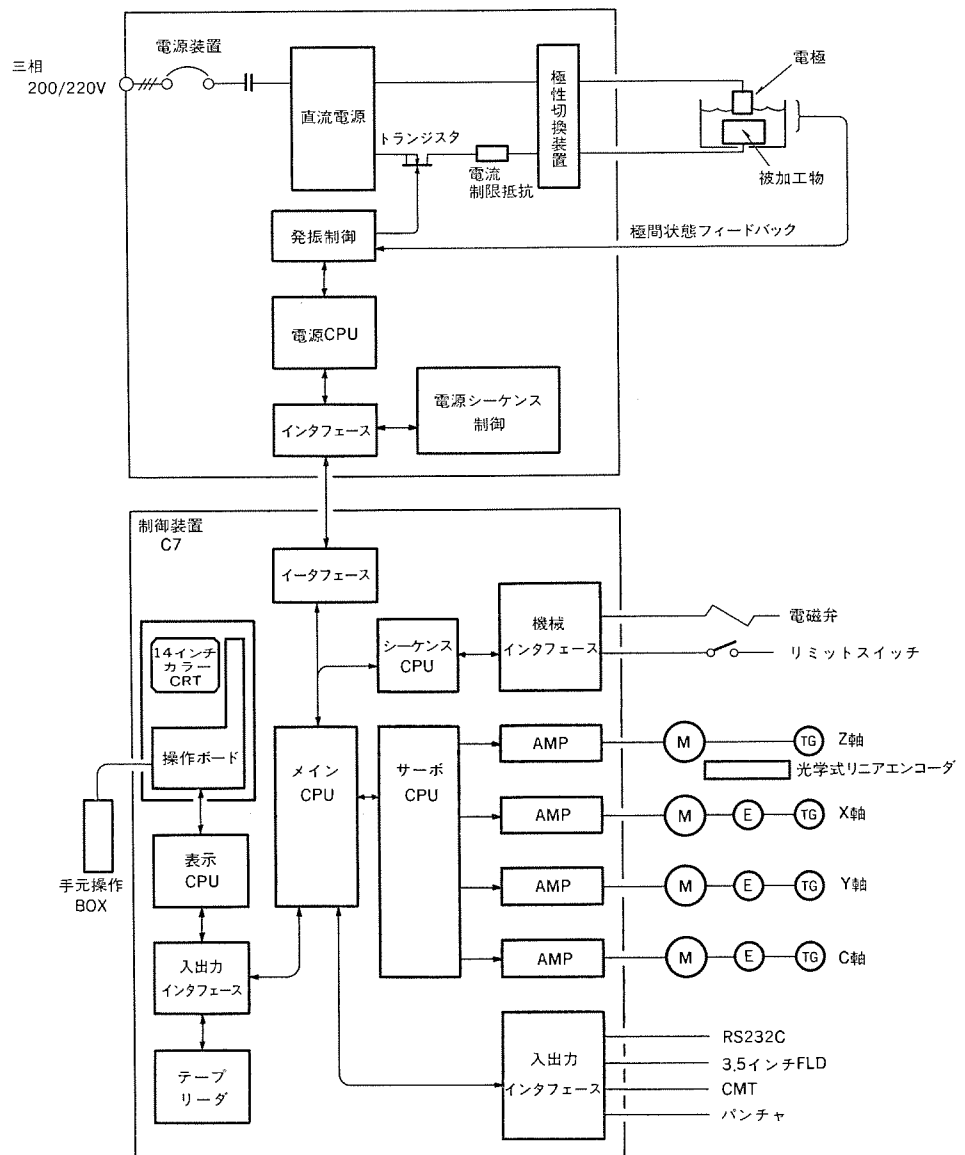 三相
200/220V
電源装置
直流電源
トランジスタ
電流
制限抵抗
極性切換装置
電極
被加工物
極間状態フィードバック
発振制御
電源CPU
インタフェース
電源シーケンス
制御
制御装置
C7
イータフェース
14インチ
カラー
CRT
操作ボード
手元操作
BOX
表示
CPU
入出力
インタフェース
テープ
リーダ
シーケンス
CPU
機械
インタフェース
電磁弁
リミットスイッチ
メイン
CPU
サーボ
CPU
AMP
M
TG
Z軸
光学式リニアエンコーダ
AMP
M
E
TG
X軸
AMP
M
E
TG
Y軸
AMP
M
E
TG
C軸
入出力
インタフェース
RS232C
3.5インチFLD
CMT
パンチャ